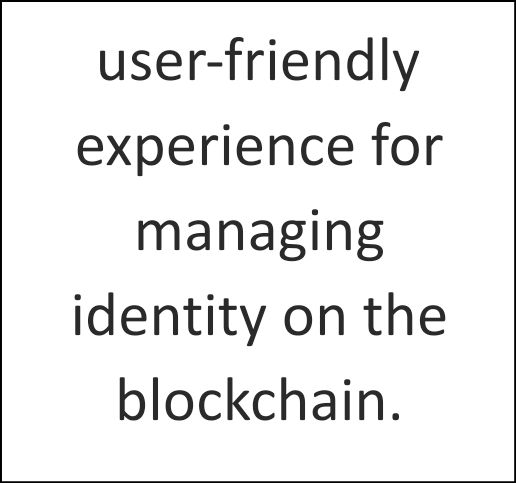 user-friendly
experience for
managing
identity on the
blockchain.